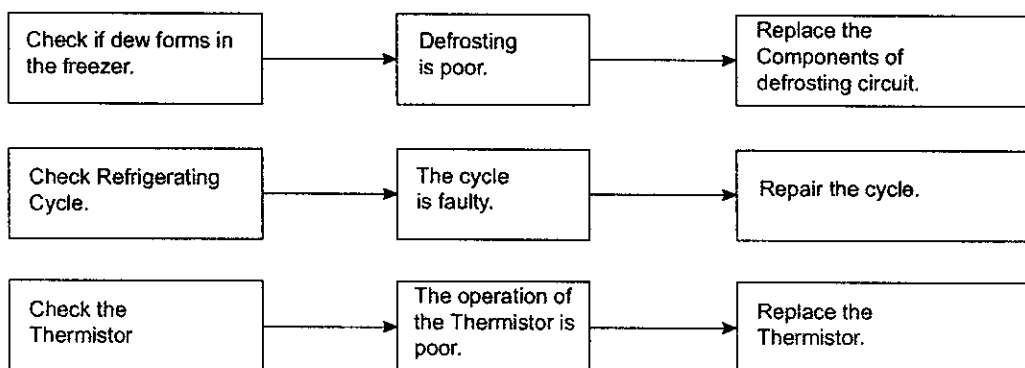 Check if dew forms in
the freezer.
Defrosting
is poor.
Replace the
Components of
defrosting circuit.
Check Refrigerating
Cycle.
The cycle
is faulty.
Repair the cycle.
Check the
Thermistor
The operation of
the Thermistor is
poor.
Replace the
Thermistor.